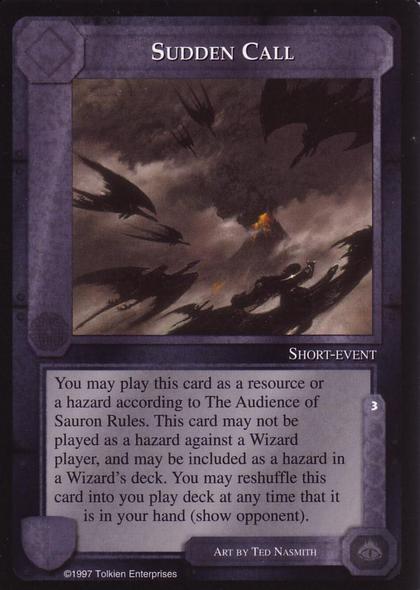 SUDDEN CALL
SHORT-EVENT
You may play this card as a resource or
a hazard according to The Audience of
Sauron Rules. This card may not be
played as a hazard against a Wizard
player, and may be included as a hazard in
a Wizard's deck. You may reshuffle this
card into you play deck at any time that it
is in your hand (show opponent).
3
ART BY TED NASMITH
©1997 Tolkien Enterprises